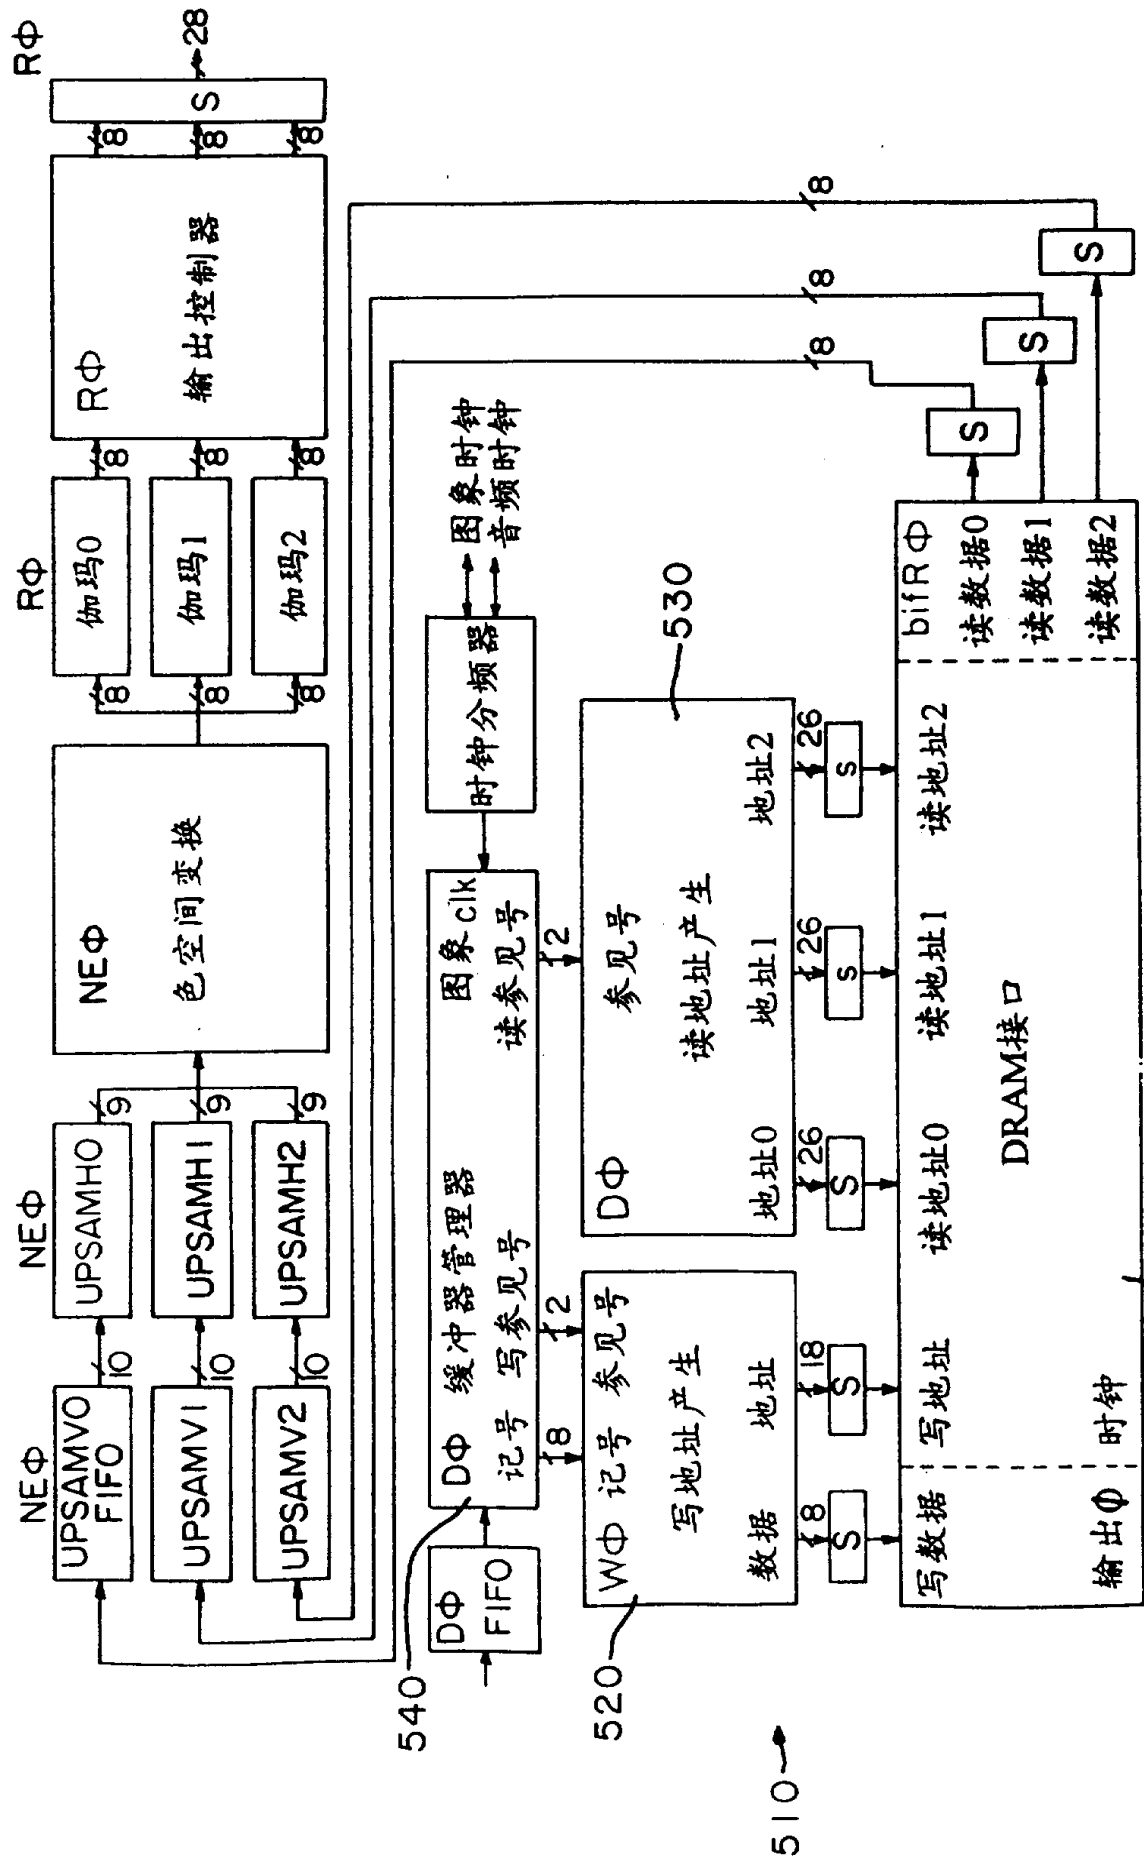 NEΦ
NEΦ
RΦ
RΦ
UPSAMV0
FIFO
10
UPSAMH0
9
NEΦ
色空间变换
8
伽玛0
8
RΦ
输出控制器
8
S
28
UPSAMV1
10
UPSAMH1
9
8
伽玛1
8
8
UPSAMV2
10
UPSAMH2
9
8
伽玛2
8
8
540
DΦ
FIFO
DΦ
缓冲器管理器
图象clk
记号
写参见号
读参见号
时钟分频器
图象时钟
音频时钟
8
8
8
8
2
2
520
WΦ
记号
参见号
写地址产生
数据
地址
530
DΦ
参见号
读地址产生
地址0
地址1
地址2
510
8
18
26
26
26
S
S
S
S
S
S
S
S
写数据
写地址
读地址0
读地址1
读地址2
bifRΦ
读数据0
读数据1
读数据2
DRAM接口
输出Φ
时钟